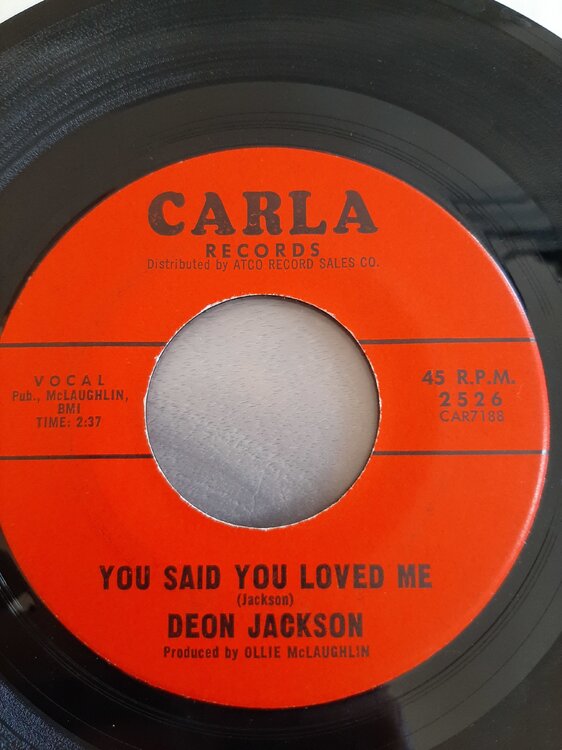 CARLA
RECORDS
Distributed by ATCO RECORD SALES CO.
VOCAL
Pub., McLAUGHLIN,
BMI
TIME: 2:37
45 R.P.M.
2526
CAR7188
YOU SAID YOU LOVED ME
(Jackson)
DEON JACKSON
Produced by OLLIE McLAUGHLIN